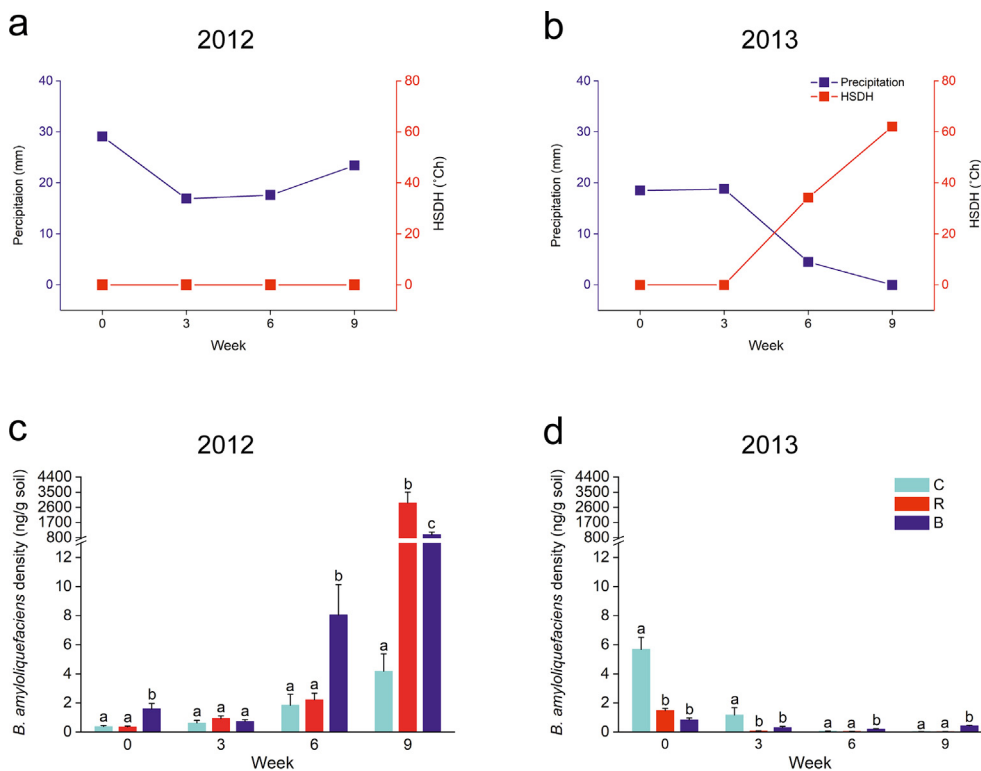 a
2012
40
30
20
10
0
Percipitaion (mm)
80
60
40
20
0
HSDH (˚Ch)
0 3 6 9
Week
b
2013
Precipitation
HSDH
40
30
20
10
0
Precipitation (mm)
80
60
40
20
0
HSDH (˚Ch)
0 3 6 9
Week
c
2012
B. amyloliquefaciens density (ng/g soil)
4400
3500
2600
1700
800
12
10
8
6
4
2
0
a a b
a a a
a a b
a b c
0 3 6 9
Week
d
2013
C
R
B
B. amyloliquefaciens density (ng/g soil)
4400
3500
2600
1700
800
12
10
8
6
4
2
0
a b b
a b b
a a b
a a b
0 3 6 9
Week